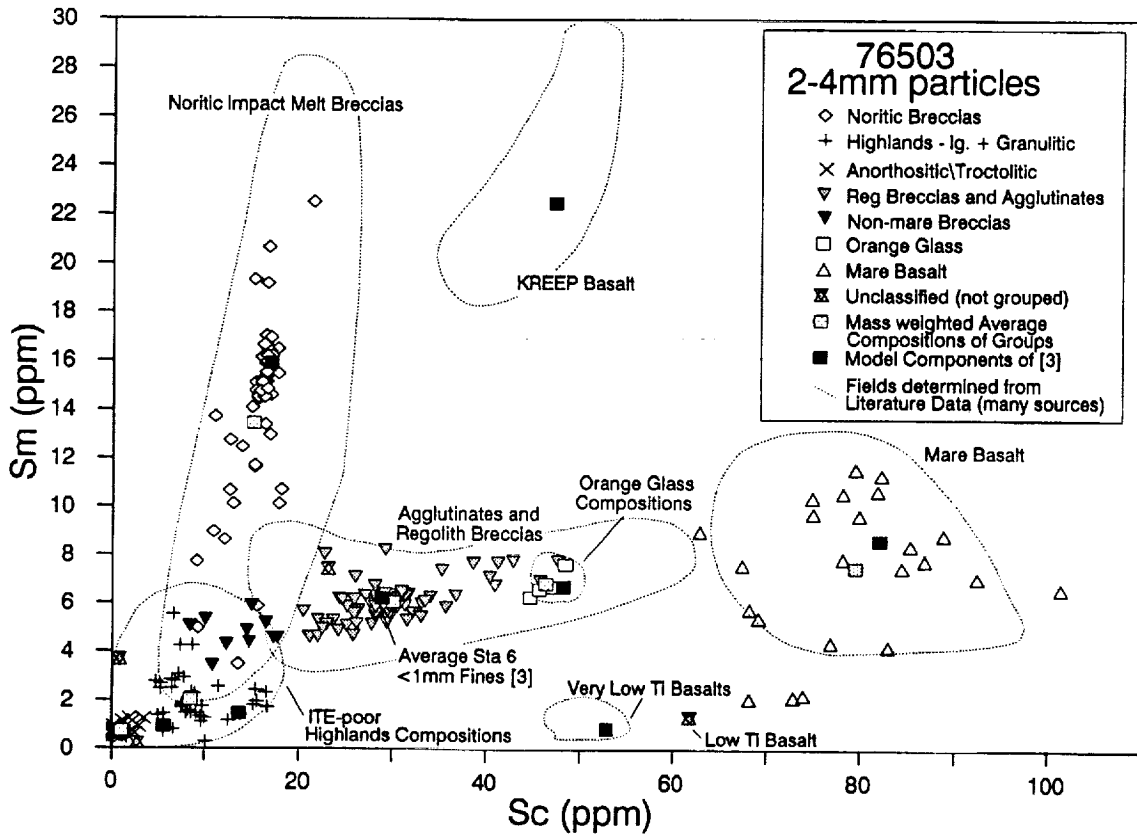 30
28
26
24
22
20
18
16
14
12
10
8
6
4
2
0
Sm (ppm)
0
20
40
60
80
100
Sc (ppm)
Noritic Impact Melt Breccias
KREEP Basalt
Mare Basalt
Orange Glass
Compositions
Agglutinates and
Regolith Breccias
Average Sta 6
<1mm Fines [3]
Very Low Ti Basalts
Low Ti Basalt
ITE-poor
Highlands Compositions
76503
2-4mm particles
Noritic Breccias
Highlands - Ig. + Granulitic
Anorthositic\Troctolitic
Reg Breccias and Agglutinates
Non-mare Breccias
Orange Glass
Mare Basalt
Unclassified (not grouped)
Mass weighted Average
Compositions of Groups
Model Components of [3]
Fields determined from
Literature Data (many sources)